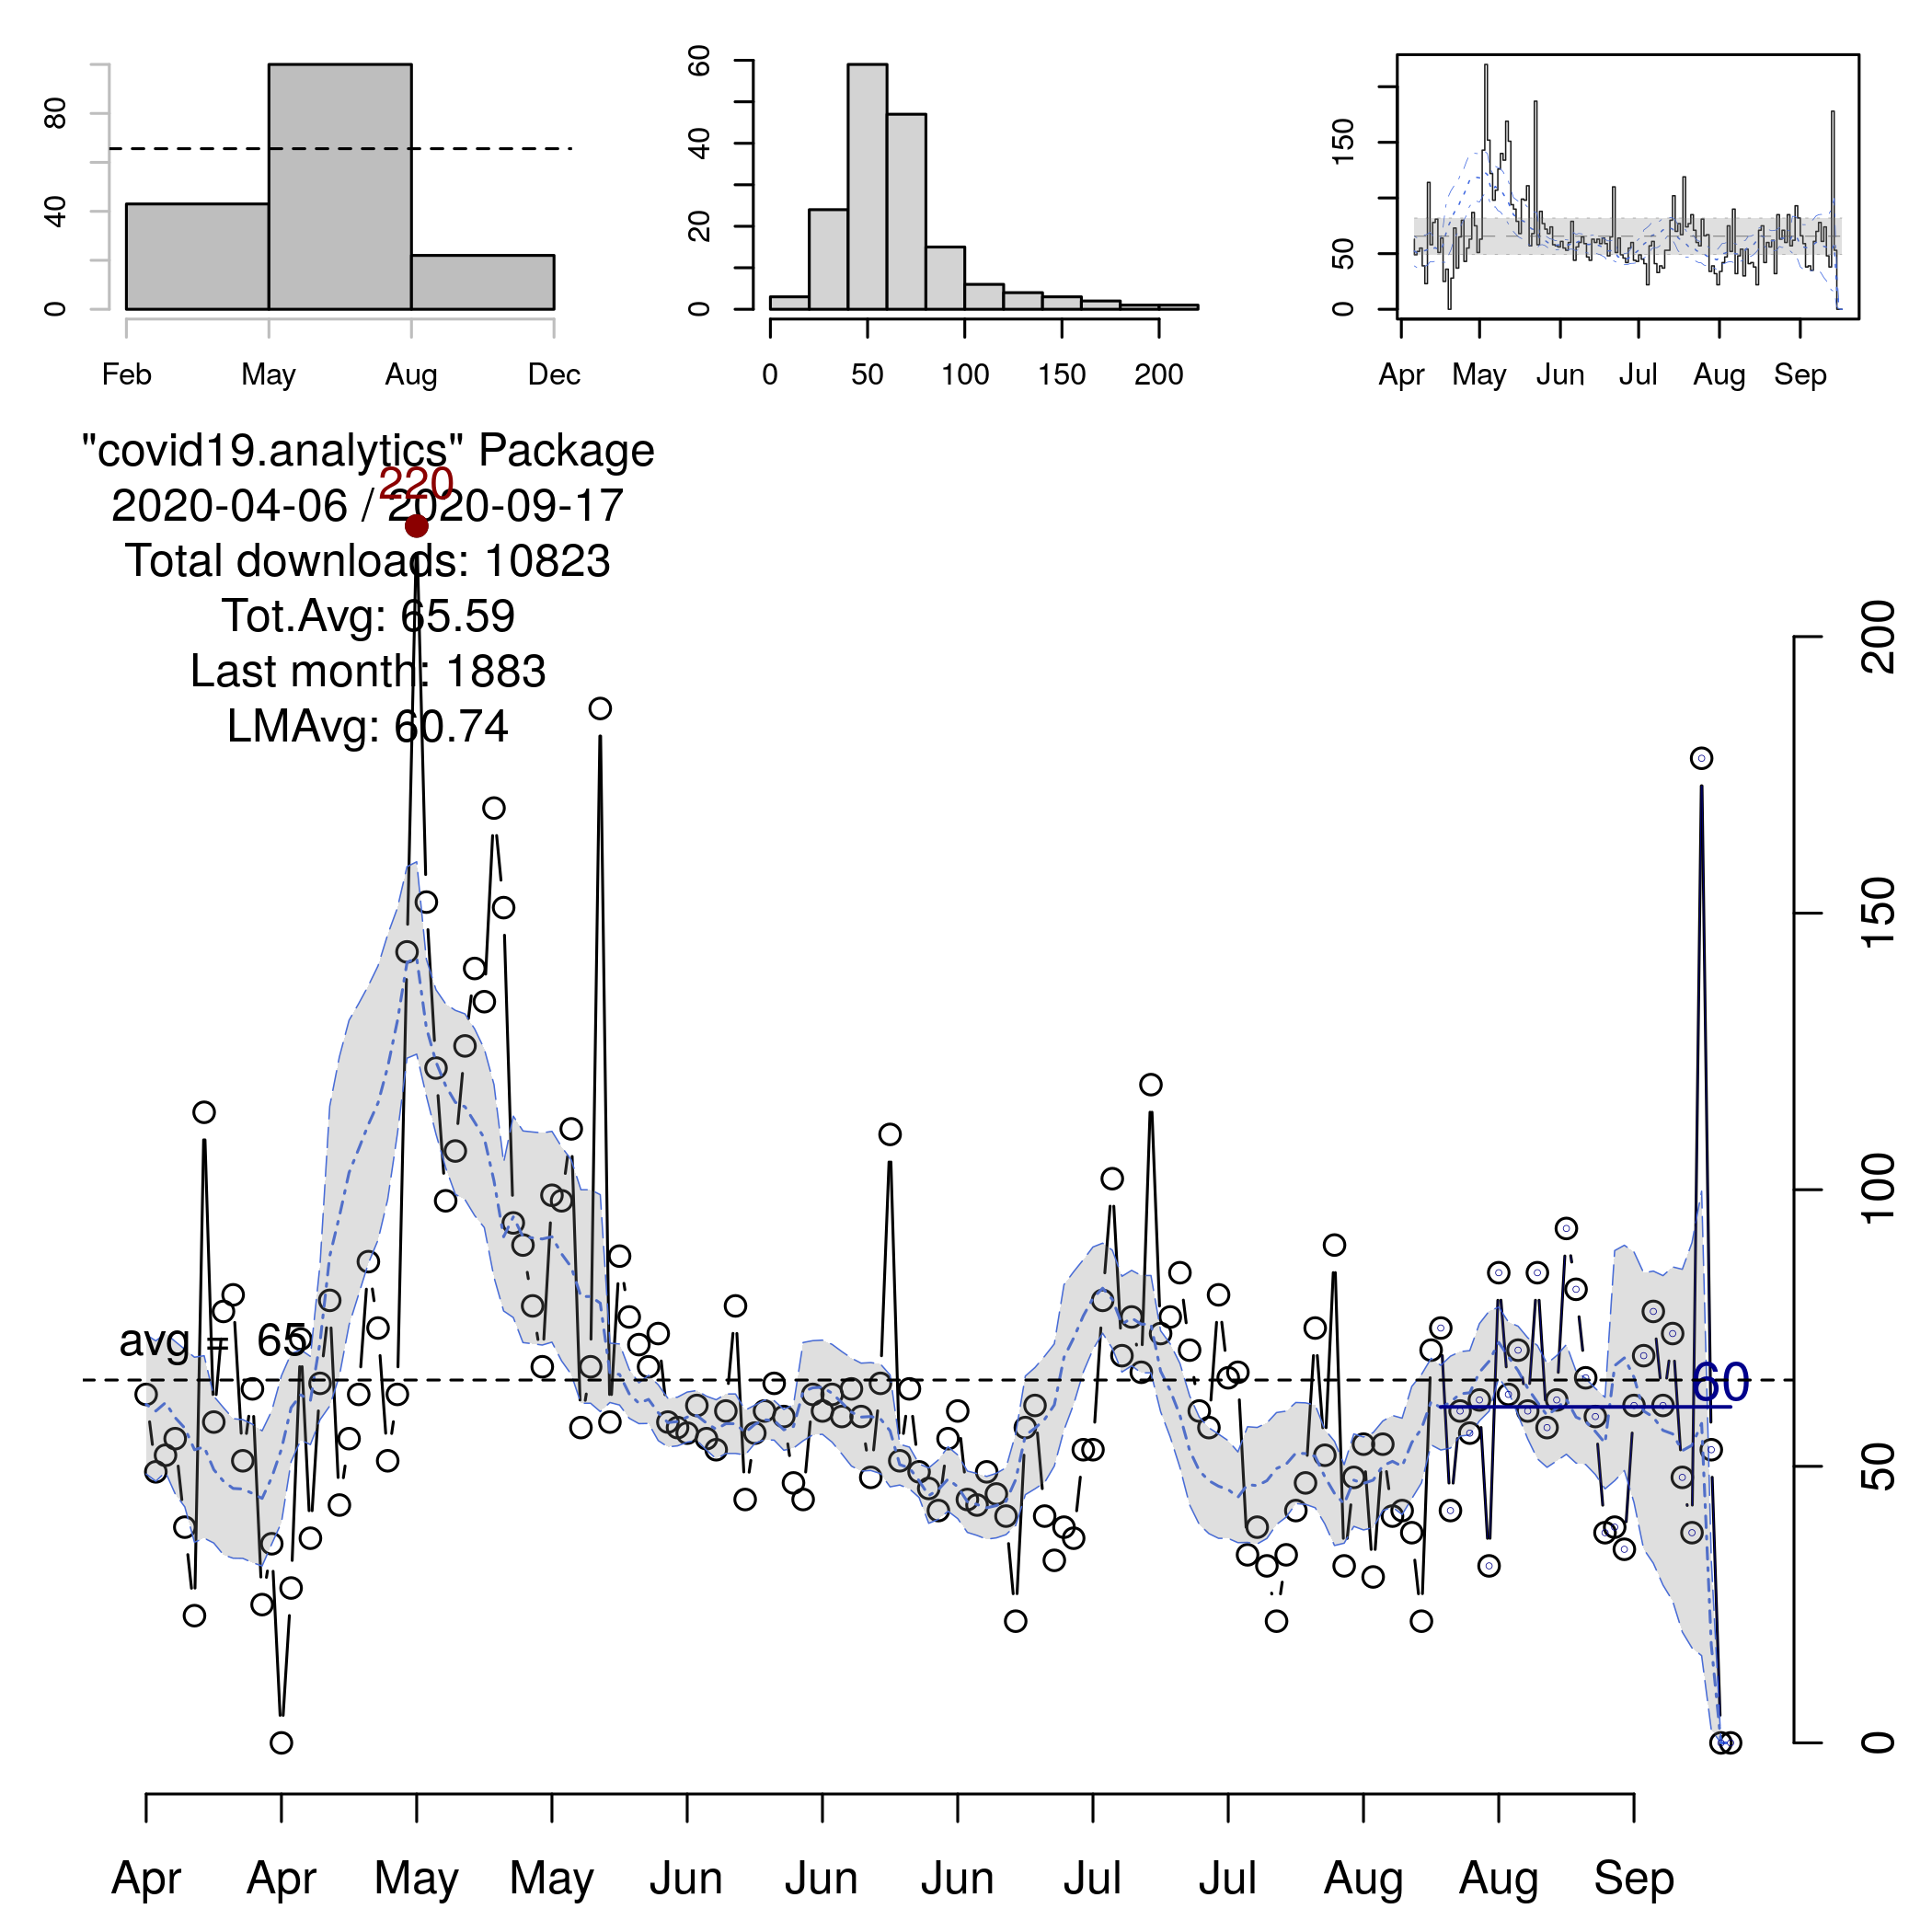 80
40
0
Feb May Aug Dec
60
40
20
0
0 50 100 150 200
150
50
0
Apr May Jun Jul Aug Sep
"covid19.analytics" Package
220
2020-04-06 / 2020-09-17
Total downloads: 10823
Tot.Avg: 65.59
Last month: 1883
LMAvg: 60.74
200
150
100
50
0
avg = 65
60
Apr Apr May May Jun Jun Jun Jul Jul Aug Aug Sep